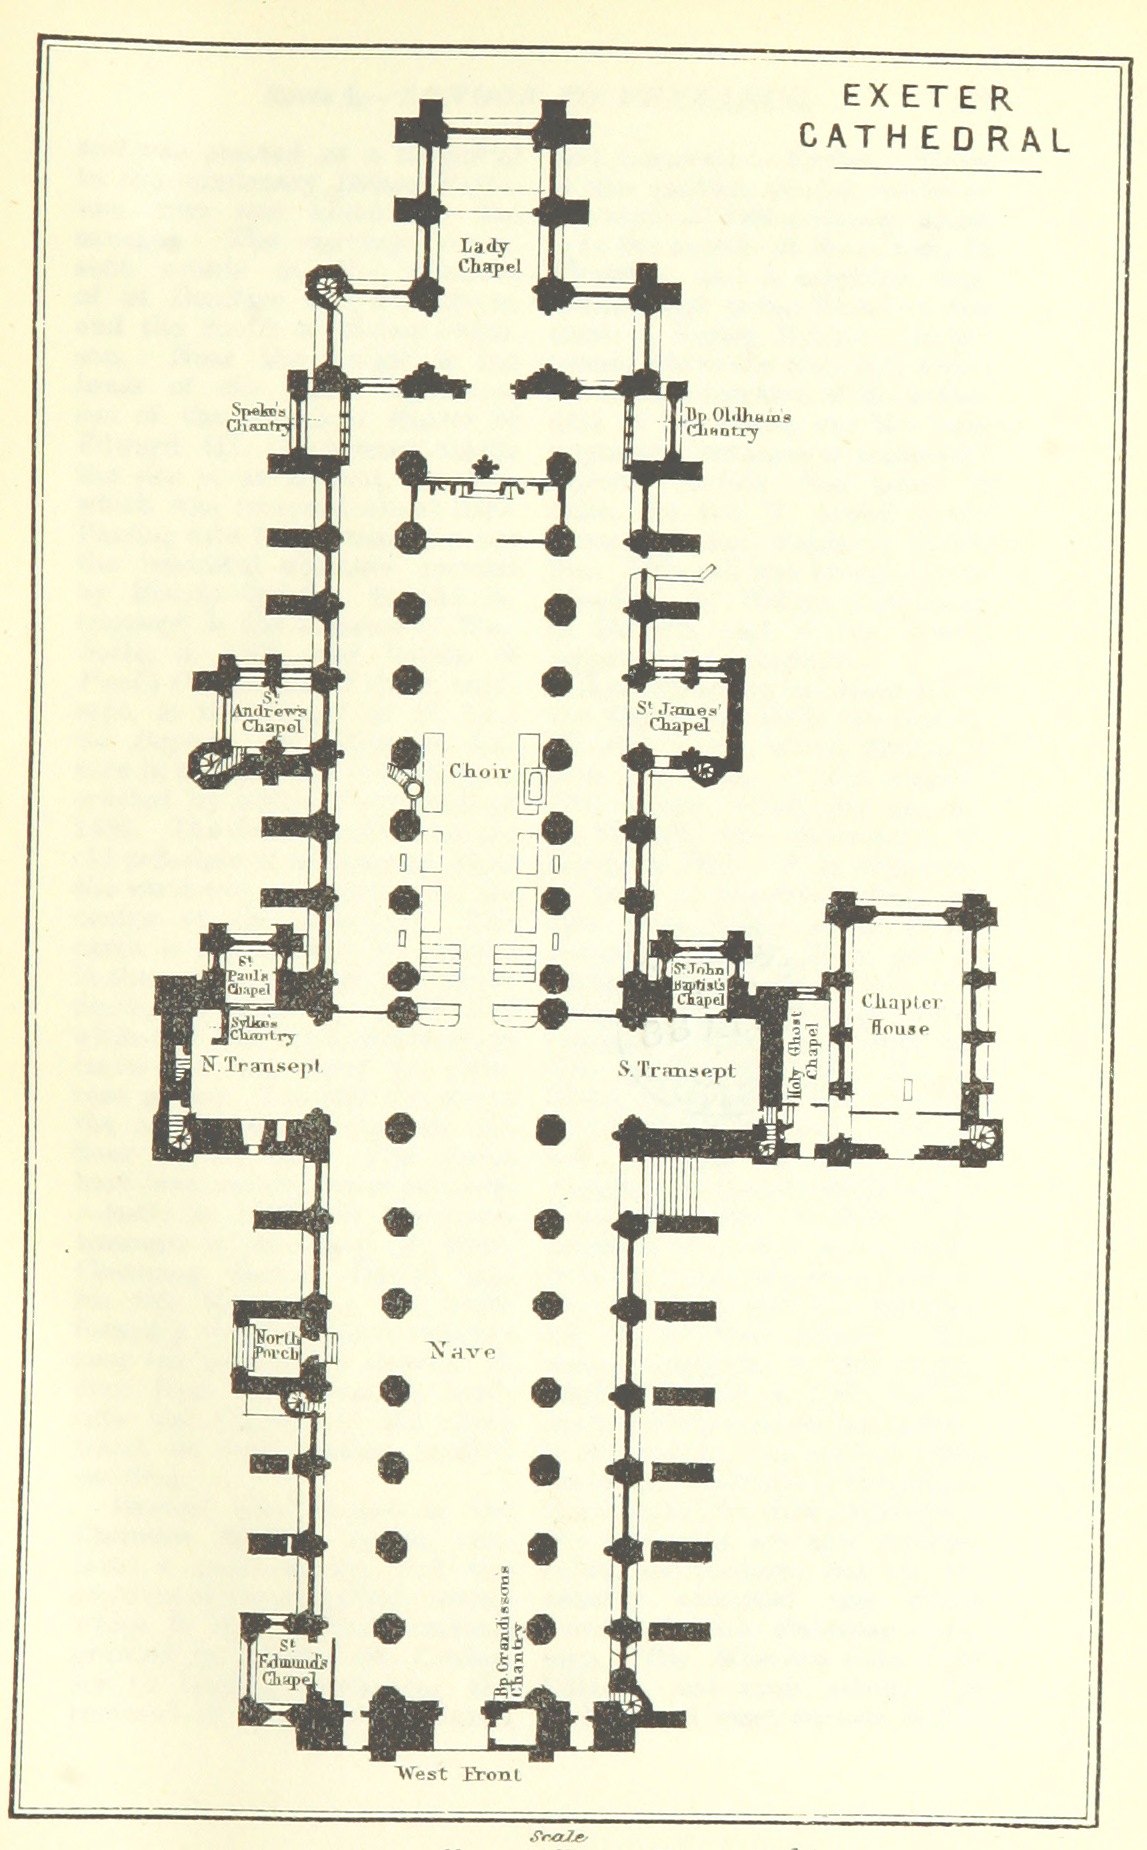 EXETER
CATHEDRAL
Lady
Chapel
Speke's
Chantry
Bp. Oldham's
Chantry
St
Andrew's
Chapel
St James'
Chapel
Choir
St
Paul's
Chapel
St John
Baptist's
Chapel
Sylke's
Chantry
N. Transept
S. Transept
Holy Ghost
Chapel
Chapter
House
North
Porch
Nave
Bp. Grandisson's
Chantry
St
Edmund's
Chapel
West Front
Scale